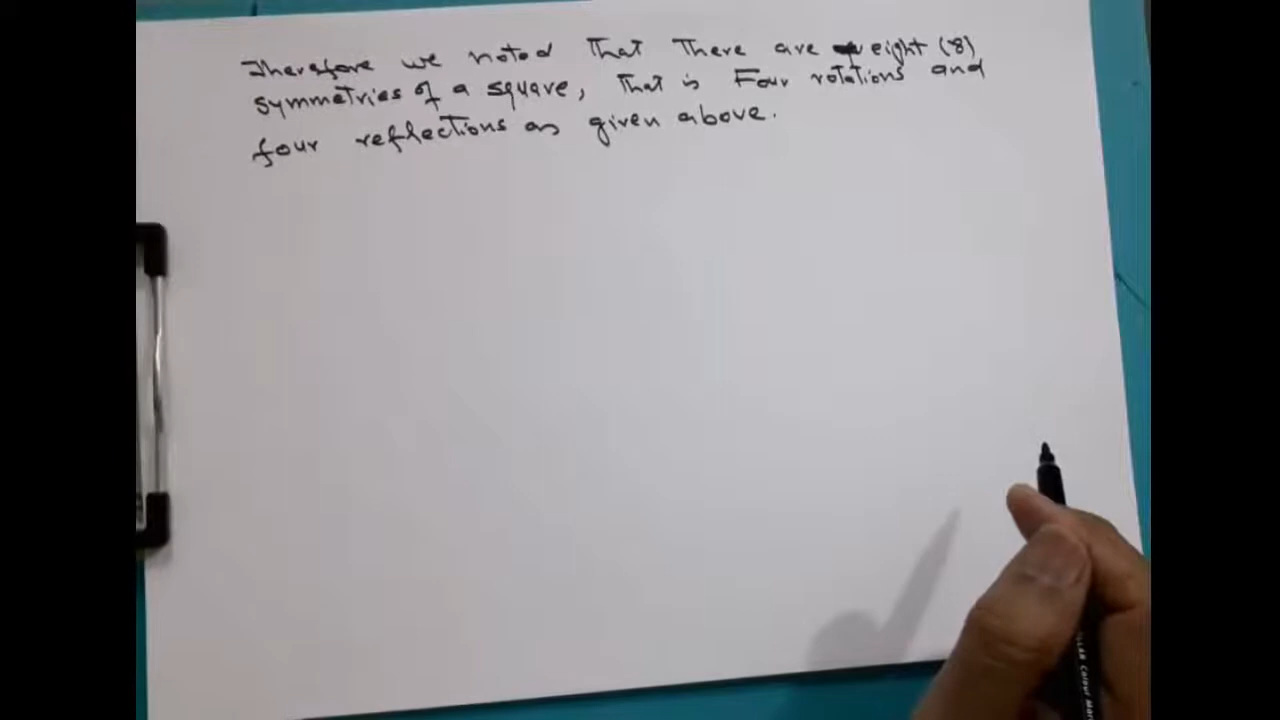 Therefore we noted that there are eight (8)
symmetries of a square, that is Four rotations and
four reflections as given above.